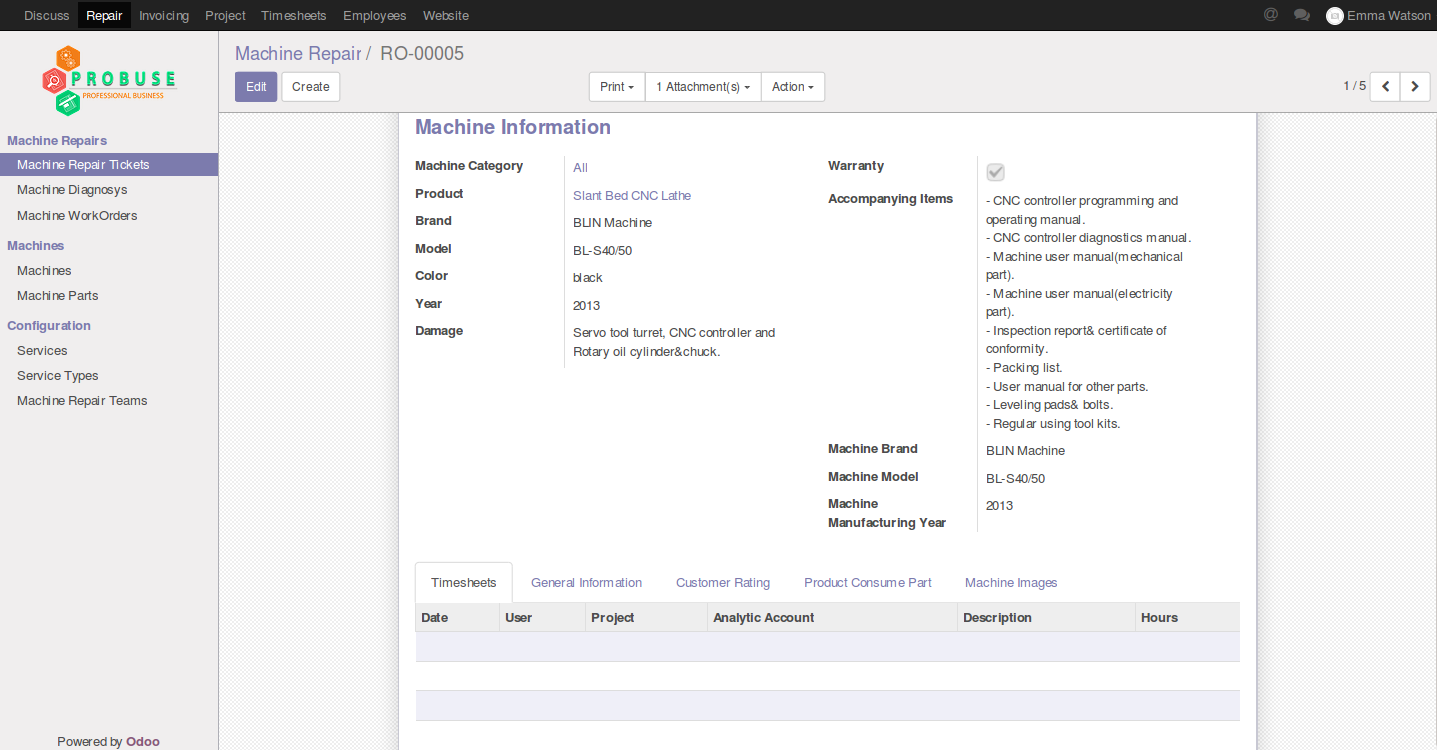 Discuss Repair Invoicing Project Timesheets Employees Website @ Emma Watson
PROBUSE
PROFESSIONAL BUSINESS
Machine Repairs
Machine Repair Tickets
Machine Diagnosys
Machine WorkOrders
Machines
Machines
Machine Parts
Configuration
Services
Service Types
Machine Repair Teams
Powered by Odoo
Machine Repair / RO-00005
Edit Create Print 1 Attachment(s) Action 1 / 5
Machine Information
Machine Category All
Product Slant Bed CNC Lathe
Brand BLIN Machine
Model BL-S40/50
Color black
Year 2013
Damage Servo tool turret, CNC controller and
Rotary oil cylinder&chuck.
Warranty
Accompanying Items - CNC controller programming and
operating manual.
- CNC controller diagnostics manual.
- Machine user manual(mechanical
part).
- Machine user manual(electricity
part).
- Inspection report& certificate of
conformity.
- Packing list.
- User manual for other parts.
- Leveling pads& bolts.
- Regular using tool kits.
Machine Brand BLIN Machine
Machine Model BL-S40/50
Machine 2013
Manufacturing Year
Timesheets General Information Customer Rating Product Consume Part Machine Images
Date User Project Analytic Account Description Hours